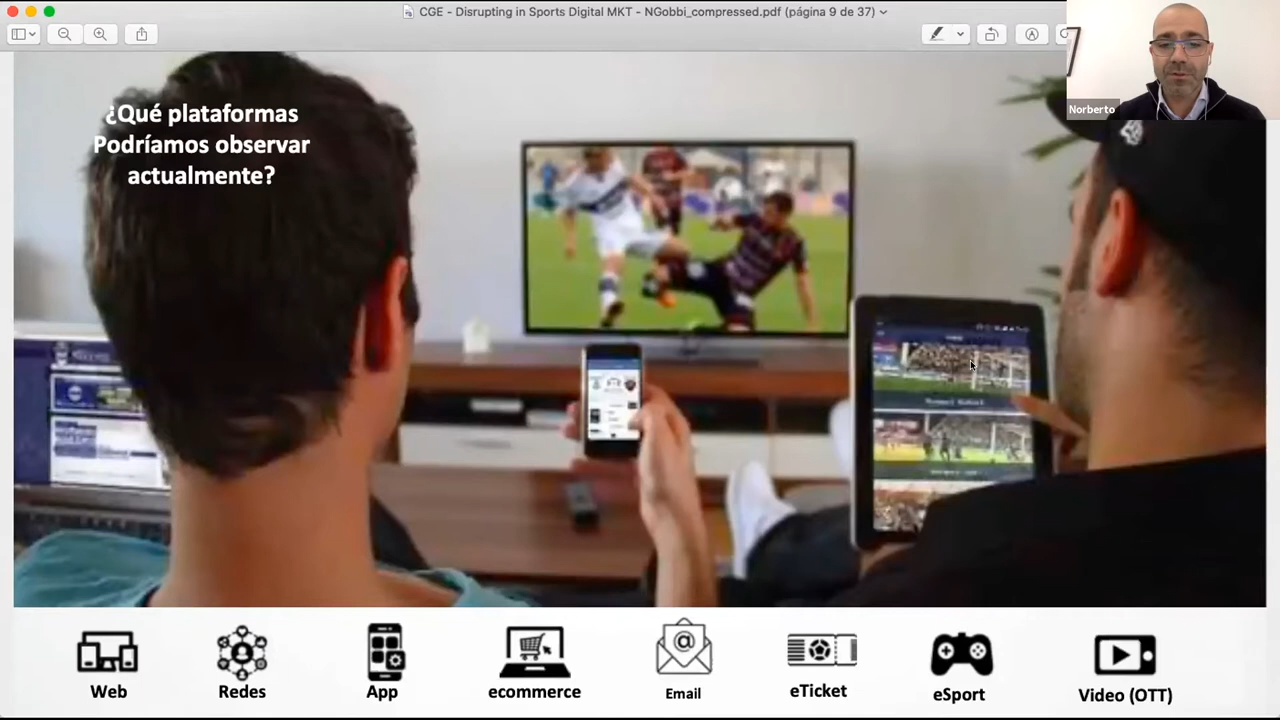 CGE - Disrupting in Sports Digital MKT - NGobbi_compressed.pdf (página 9 de 37)
Norberto
¿Qué plataformas
Podríamos observar
actualmente?
Web
Redes
App
ecommerce
Email
eTicket
eSport
Video (OTT)